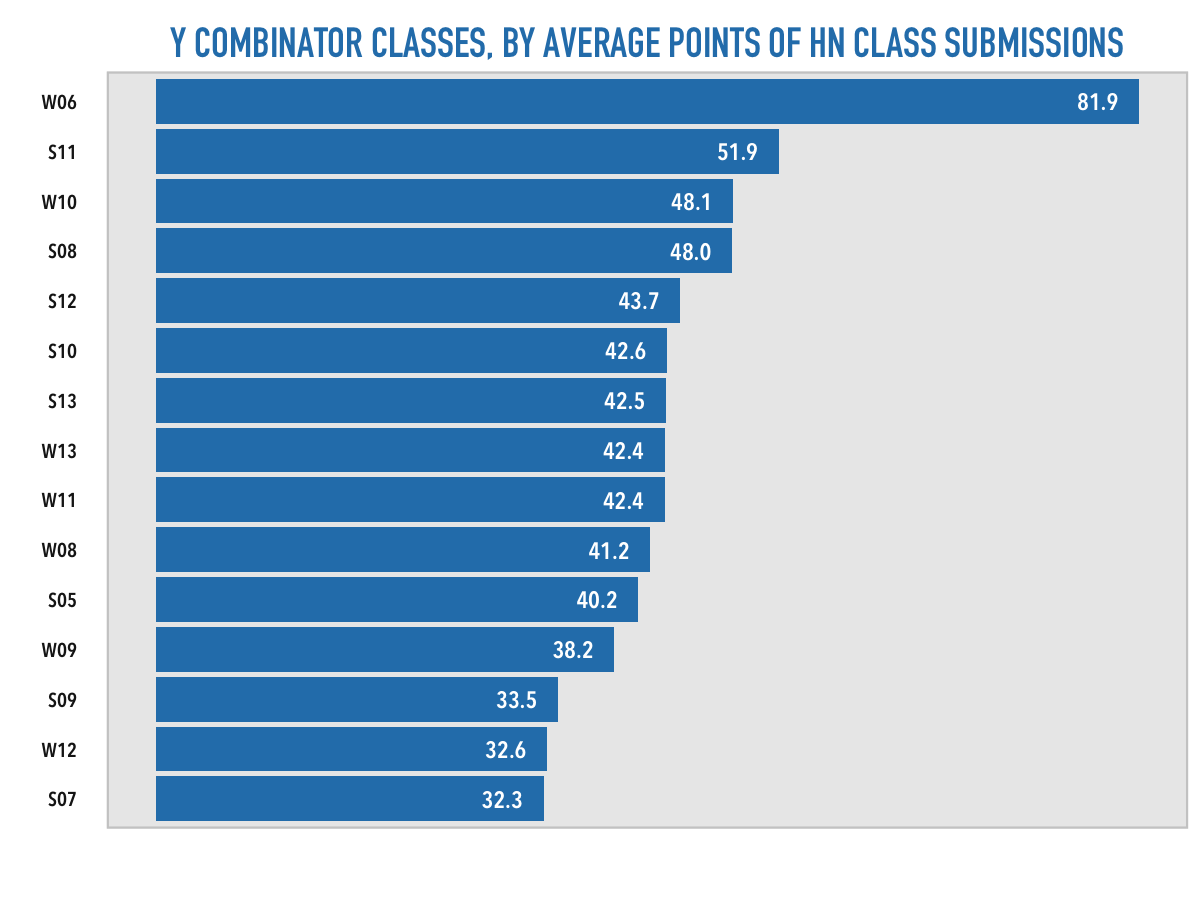 Y COMBINATOR CLASSES, BY AVERAGE POINTS OF HN CLASS SUBMISSIONS
W06 81.9
S11 51.9
W10 48.1
S08 48.0
S12 43.7
S10 42.6
S13 42.5
W13 42.4
W11 42.4
W08 41.2
S05 40.2
W09 38.2
S09 33.5
W12 32.6
S07 32.3